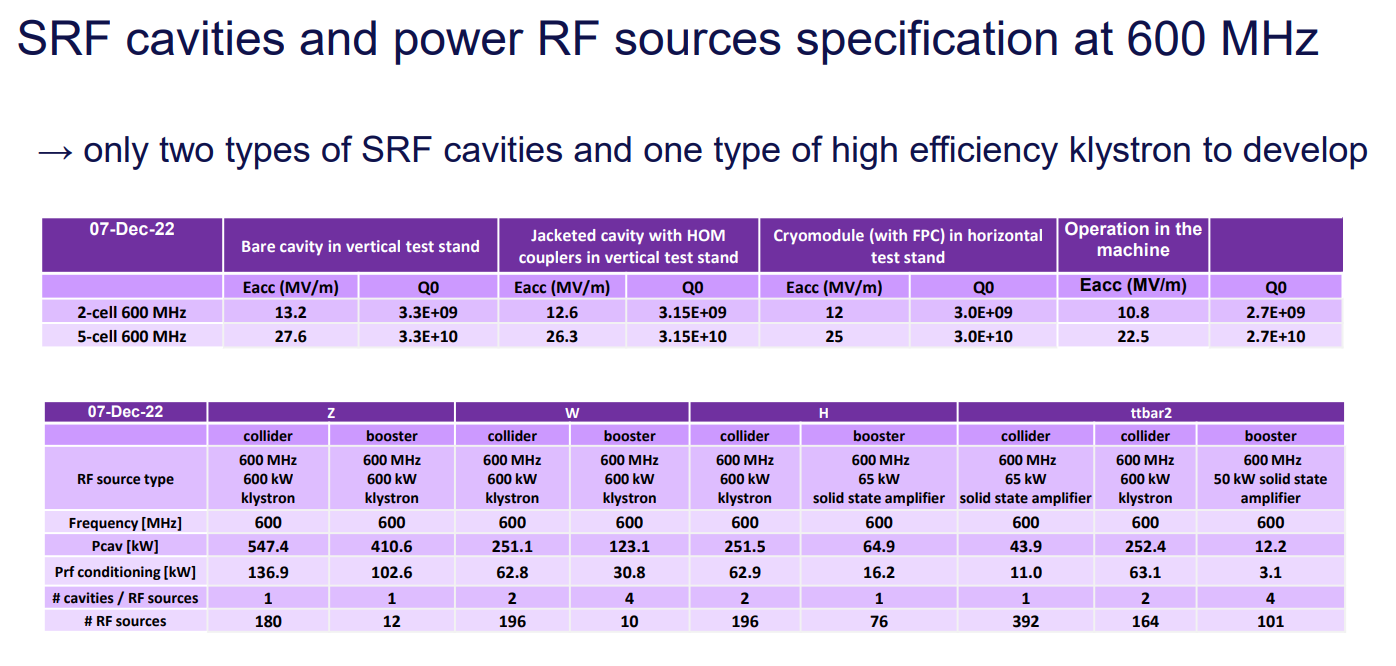 SRF cavities and power RF sources specification at 600 MHz
→ only two types of SRF cavities and one type of high efficiency klystron to develop
07-Dec-22 Bare cavity in vertical test stand Jacketed cavity with HOM couplers in vertical test stand Cryomodule (with FPC) in horizontal test stand Operation in the machine
Eacc (MV/m) Q0 Eacc (MV/m) Q0 Eacc (MV/m) Q0 Eacc (MV/m) Q0
2-cell 600 MHz 13.2 3.3E+09 12.6 3.15E+09 12 3.0E+09 10.8 2.7E+09
5-cell 600 MHz 27.6 3.3E+10 26.3 3.15E+10 25 3.0E+10 22.5 2.7E+10
07-Dec-22 Z W H ttbar2
collider booster collider booster collider booster collider collider booster
RF source type 600 MHz 600 kW klystron 600 MHz 600 kW klystron 600 MHz 600 kW klystron 600 MHz 600 kW klystron 600 MHz 600 kW klystron 600 MHz 65 kW solid state amplifier 600 MHz 65 kW solid state amplifier 600 MHz 600 kW klystron 600 MHz 50 kW solid state amplifier
Frequency [MHz] 600 600 600 600 600 600 600 600 600
Pcav [kW] 547.4 410.6 251.1 123.1 251.5 64.9 43.9 252.4 12.2
Prf conditioning [kW] 136.9 102.6 62.8 30.8 62.9 16.2 11.0 63.1 3.1
# cavities / RF sources 1 1 2 4 2 1 1 2 4
# RF sources 180 12 196 10 196 76 392 164 101